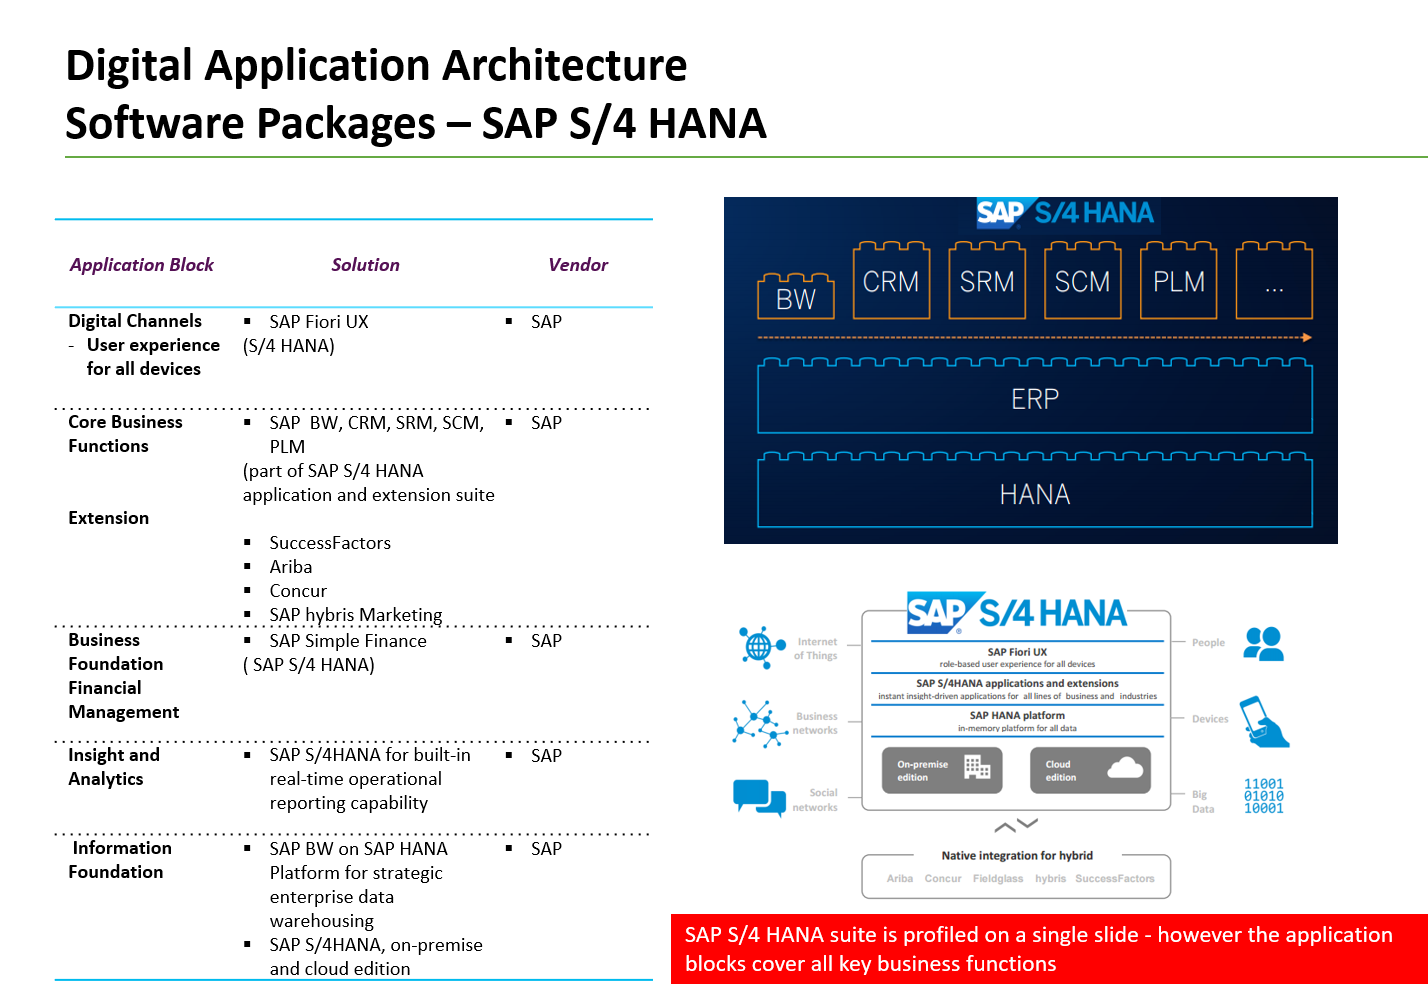 Digital Application Architecture
Software Packages – SAP S/4 HANA
Application Block
Solution
Vendor
Digital Channels
- User experience
for all devices
▪ SAP Fiori UX
(S/4 HANA)
▪ SAP
Core Business
Functions
Extension
▪ SAP  BW, CRM, SRM, SCM,
PLM
(part of SAP S/4 HANA
application and extension suite
▪ SuccessFactors
▪ Ariba
▪ Concur
▪ SAP hybris Marketing
▪ SAP
Business
Foundation
Financial
Management
▪ SAP Simple Finance
( SAP S/4 HANA)
▪ SAP
Insight and
Analytics
▪ SAP S/4HANA for built-in
real-time operational
reporting capability
▪ SAP
Information
Foundation
▪ SAP BW on SAP HANA
Platform for strategic
enterprise data
warehousing
▪ SAP S/4HANA, on-premise
and cloud edition
▪ SAP
SAP S/4 HANA
BW
CRM
SRM
SCM
PLM
...
ERP
HANA
SAP® S/4 HANA
Internet
of Things
Business
networks
Social
networks
SAP Fiori UX
role-based user experience for all devices
SAP S/4HANA applications and extensions
instant insight-driven applications for all lines of business and industries
SAP HANA platform
in-memory platform for all data
On-premise
edition
Cloud
edition
People
Devices
Big
Data
11001
01010
10001
Native integration for hybrid
Ariba Concur Fieldglass hybris SuccessFactors
SAP S/4 HANA suite is profiled on a single slide - however the application
blocks cover all key business functions